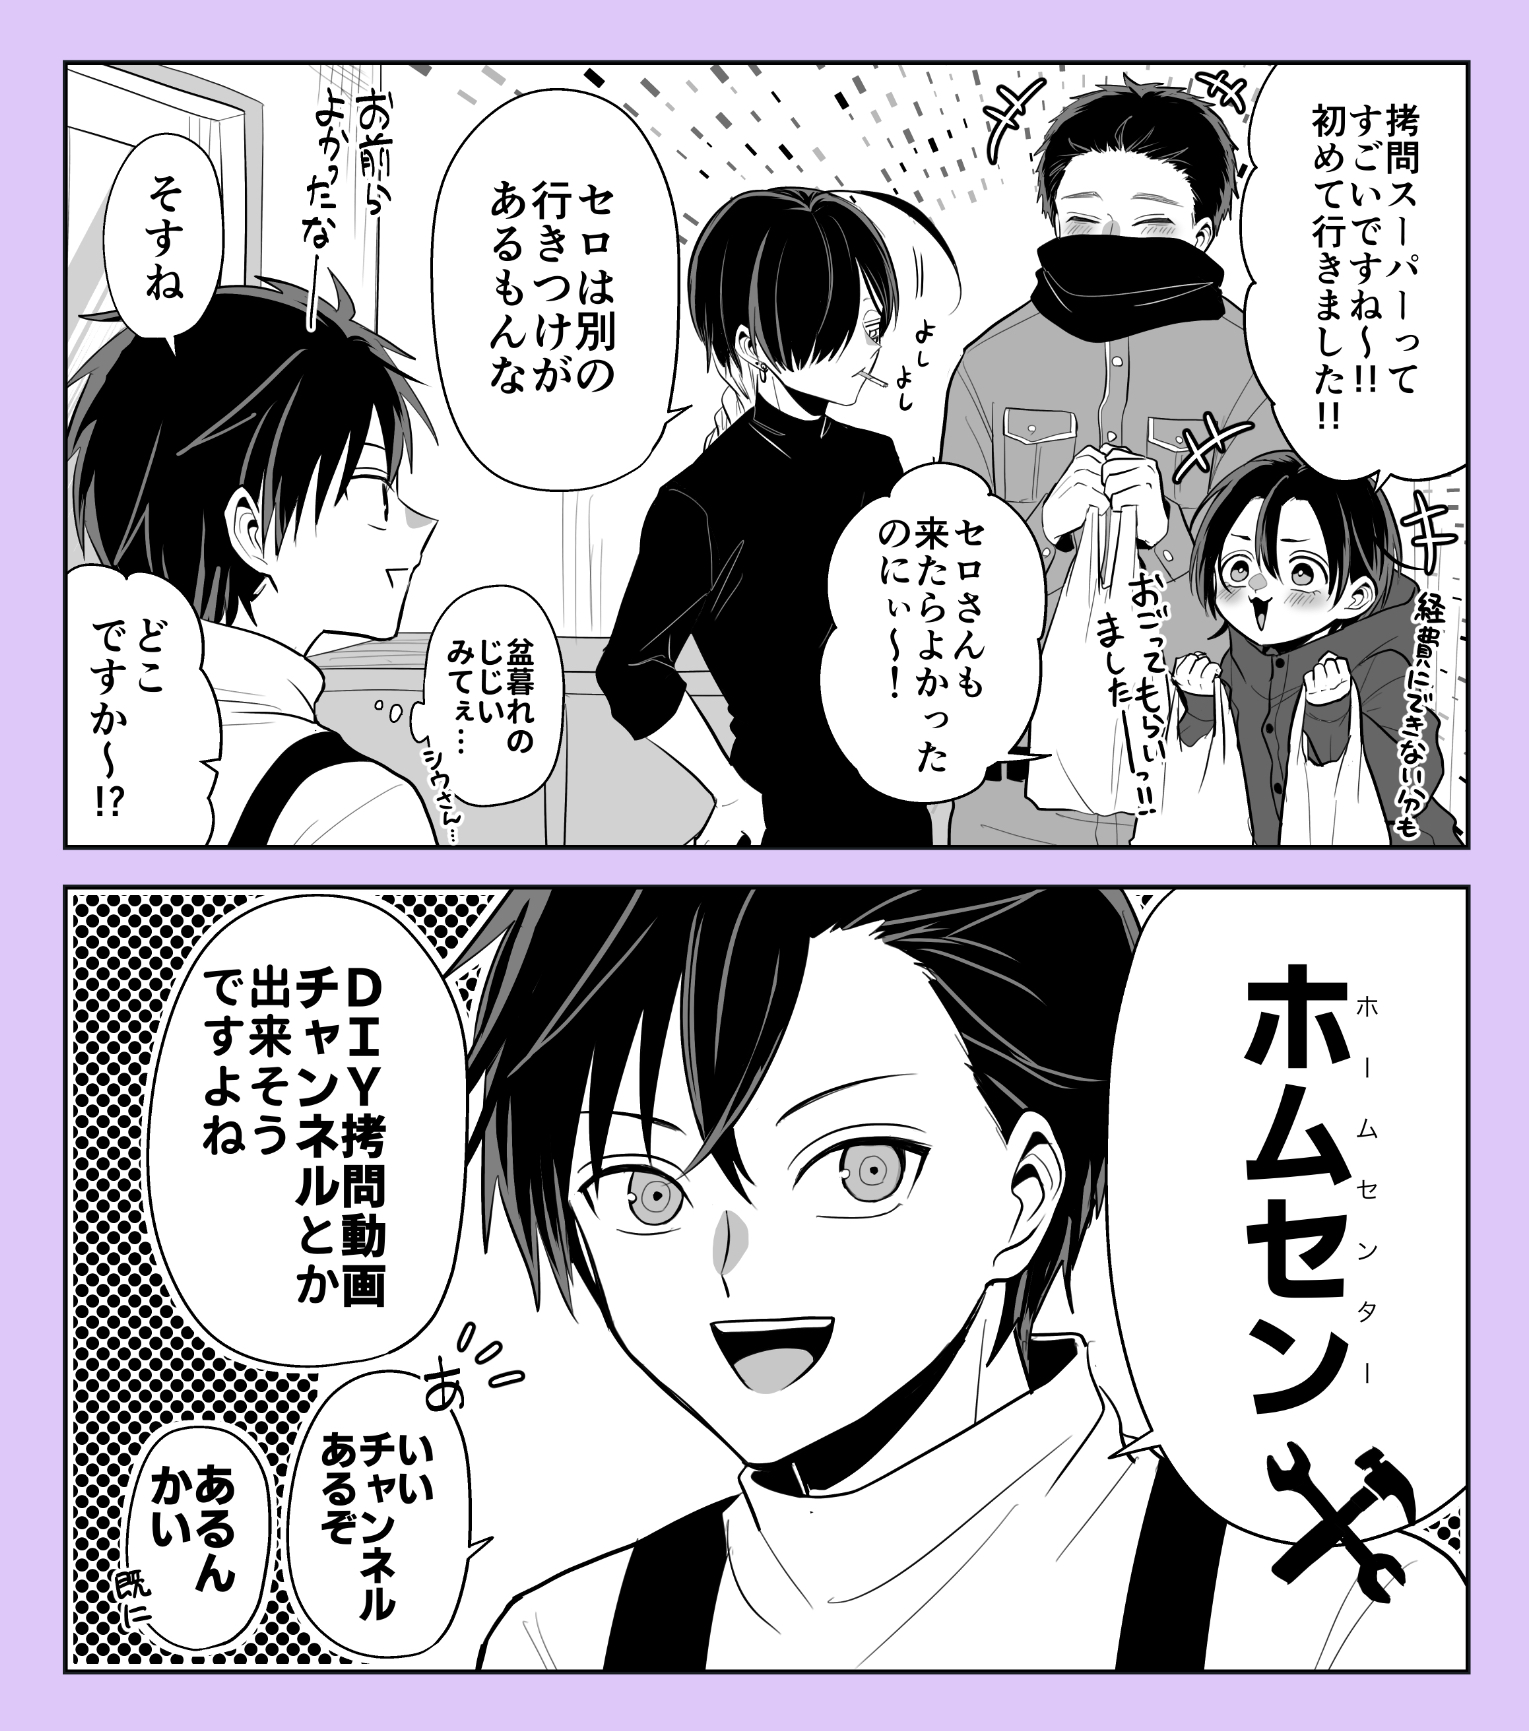 拷問スーパーって
すごいですね〜!!
初めて行きました!!
経費にできない分も
おごってもらい
ましたーっ!!
セロさんも
来たらよかった
のにぃ〜!
よし
よし
セロは別の
行きつけが
あるもんな
お前ら
よかったな
そすね
盆暮れの
じじい
みてぇ…
シウさん…
どこ
ですか〜!?
ホムセン
ホームセンター
DIY拷問動画
チャンネルとか
出来そう
ですよね
あ
いい
チャンネル
あるぞ
あるん
かい
既に